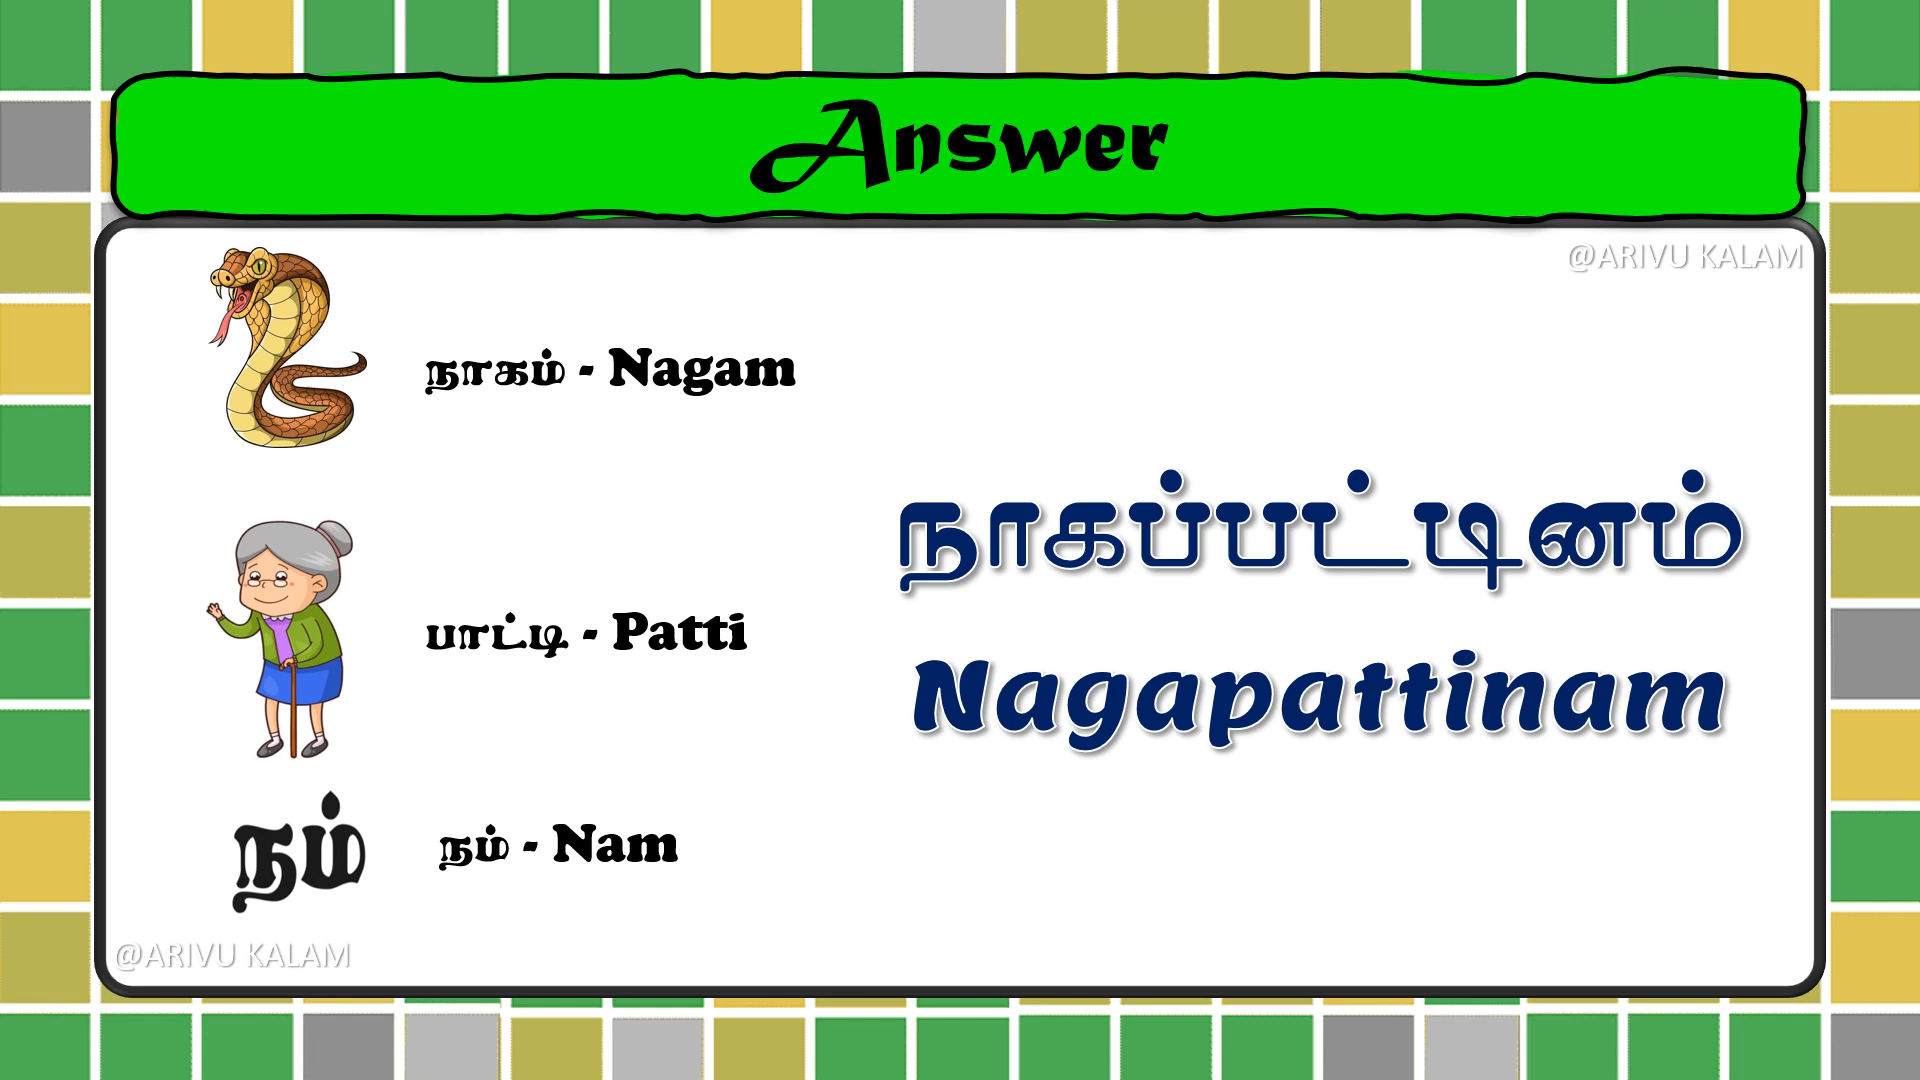 Answer
@ARIVU KALAM
நாகம் - Nagam
நாகப்பட்டினம்
பாட்டி - Patti
Nagapattinam
நம்
நம் - Nam
@ARIVU KALAM